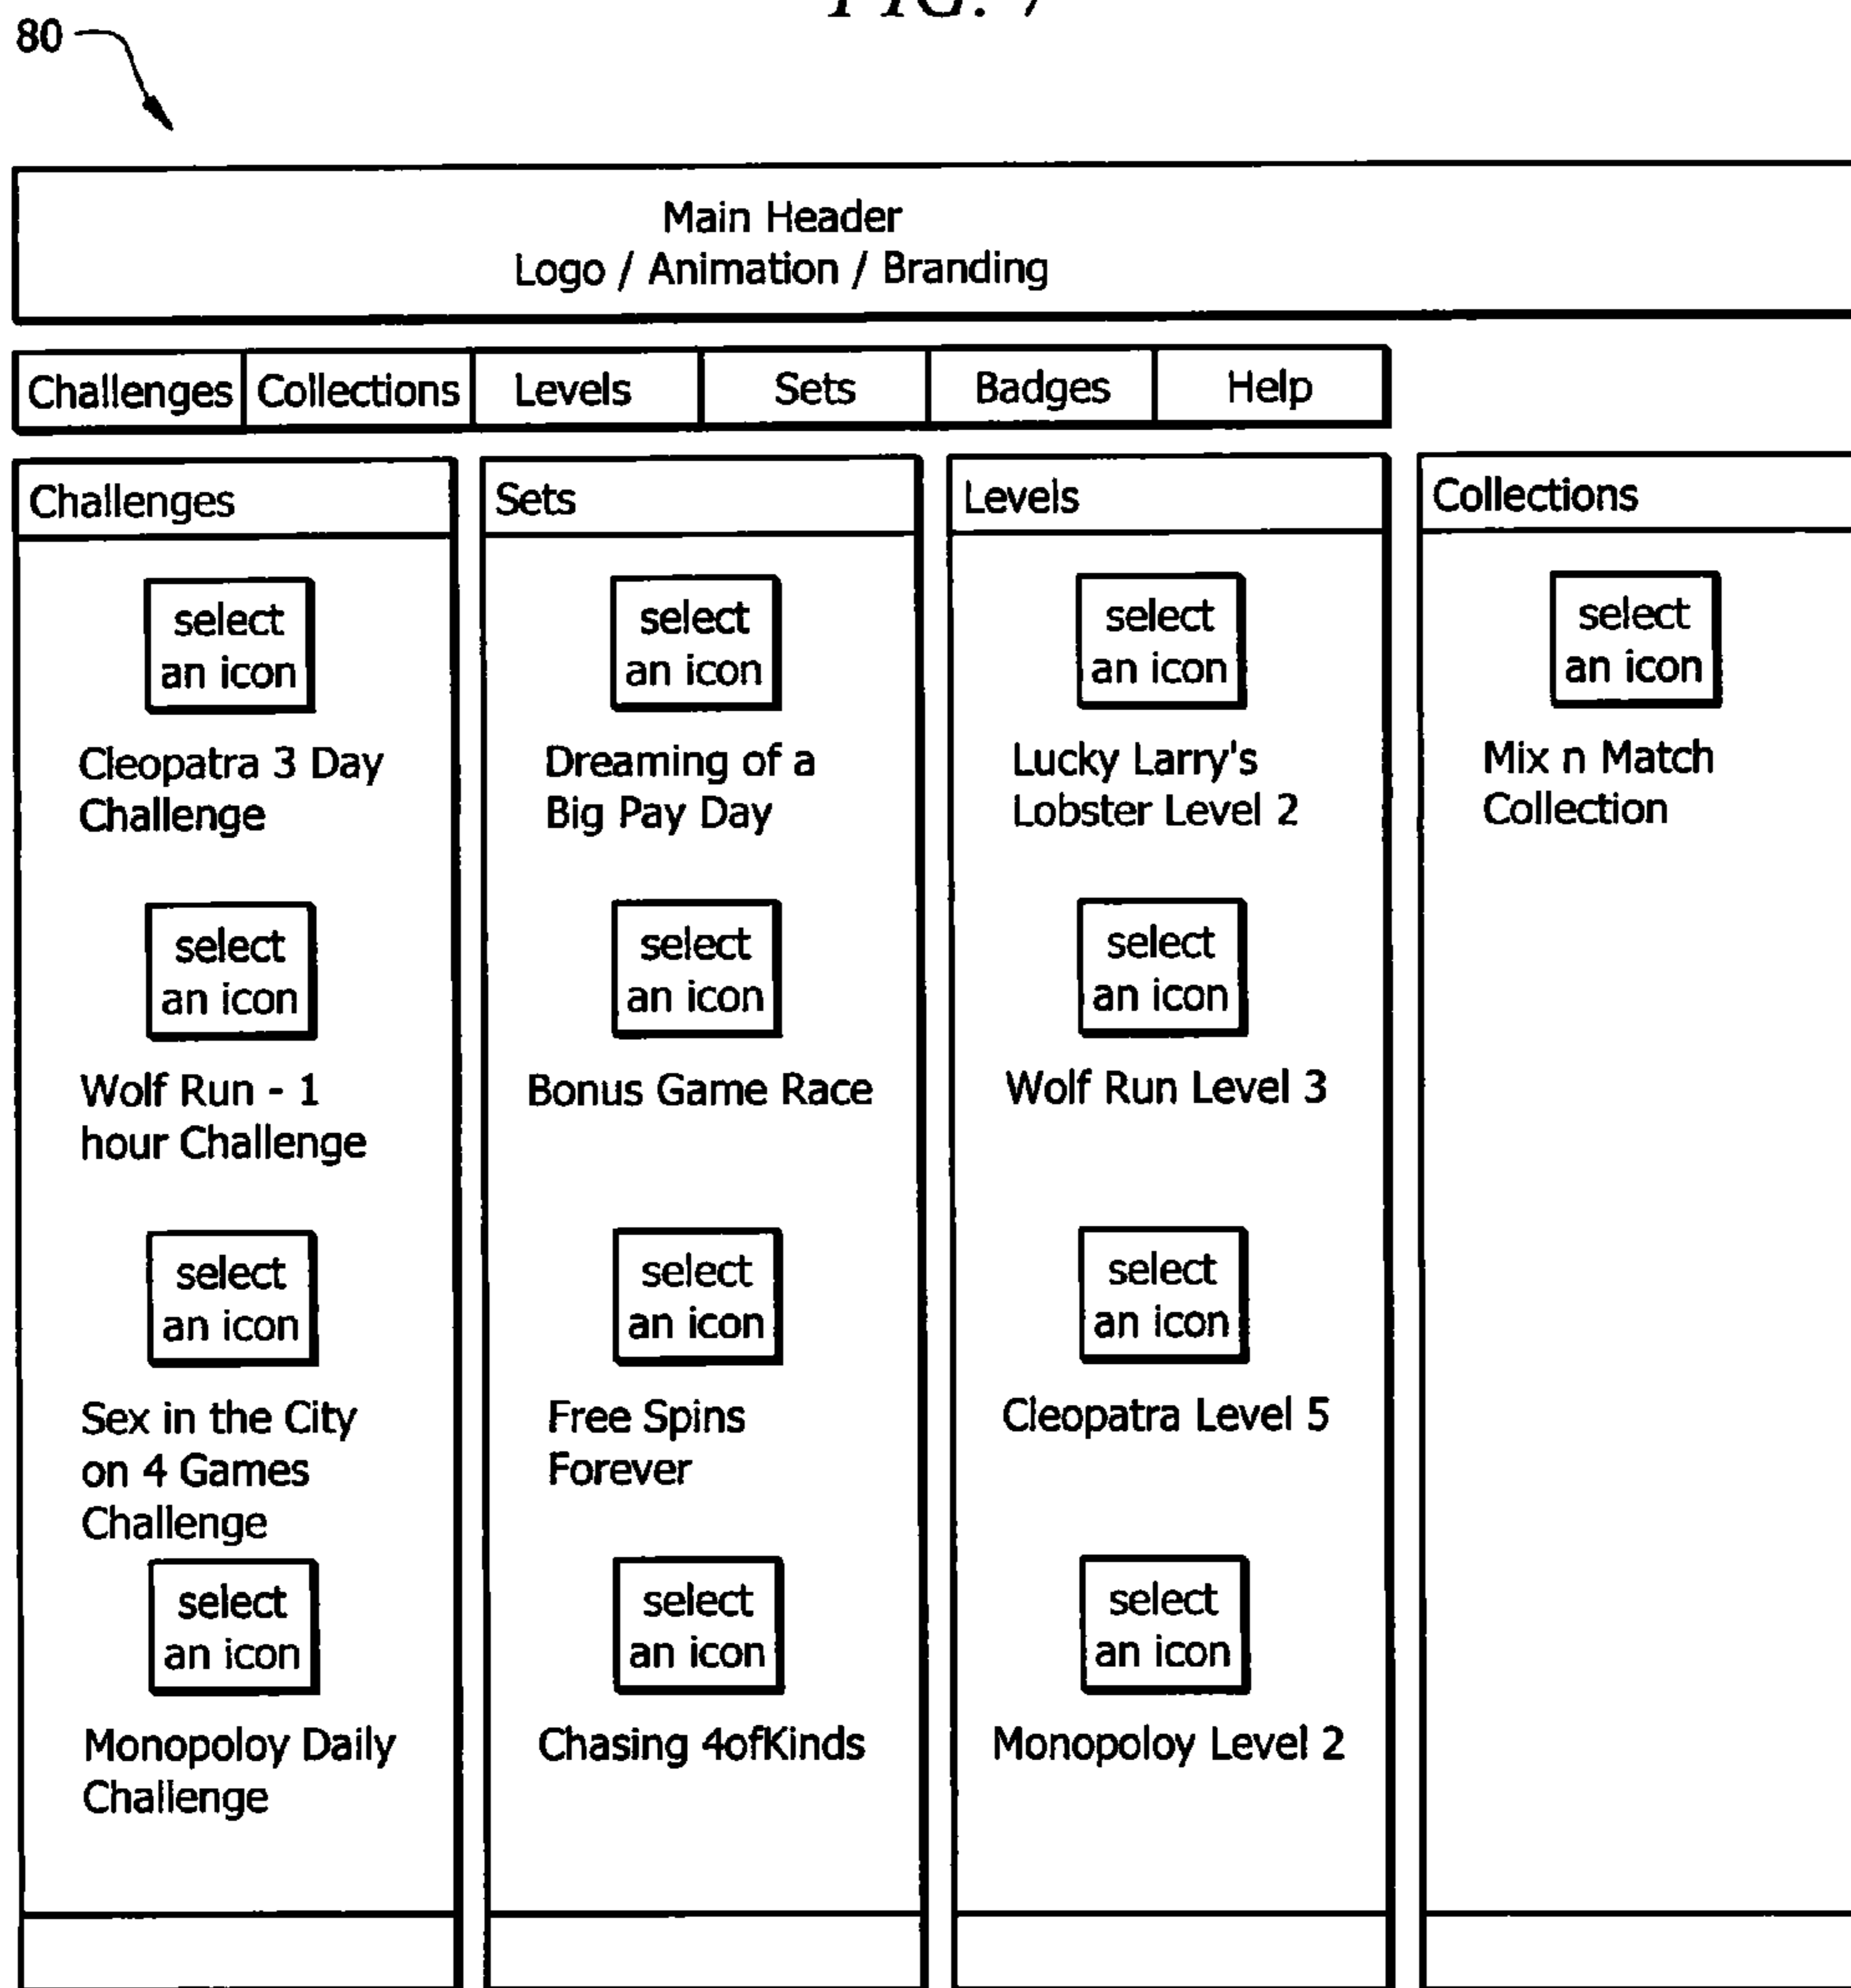 FIG. 7
80
Main Header
Logo / Animation / Branding
Challenges Collections Levels Sets Badges Help
Challenges
select
an icon
Cleopatra 3 Day
Challenge
select
an icon
Wolf Run - 1
hour Challenge
select
an icon
Sex in the City
on 4 Games
Challenge
select
an icon
Monopoloy Daily
Challenge
Sets
select
an icon
Dreaming of a
Big Pay Day
select
an icon
Bonus Game Race
select
an icon
Free Spins
Forever
select
an icon
Chasing 4ofKinds
Levels
select
an icon
Lucky Larry's
Lobster Level 2
select
an icon
Wolf Run Level 3
select
an icon
Cleopatra Level 5
select
an icon
Monopoloy Level 2
Collections
select
an icon
Mix n Match
Collection